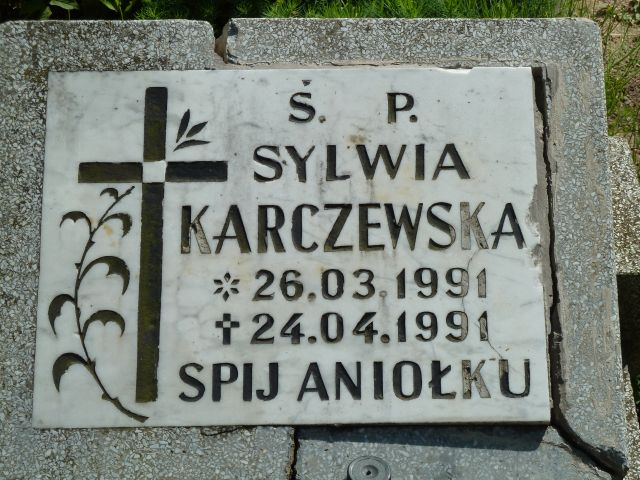 Ś. P.
SYLWIA
KARCZEWSKA
* 26.03.1991
✝ 24.04.1991
SPIJ ANIOŁKU